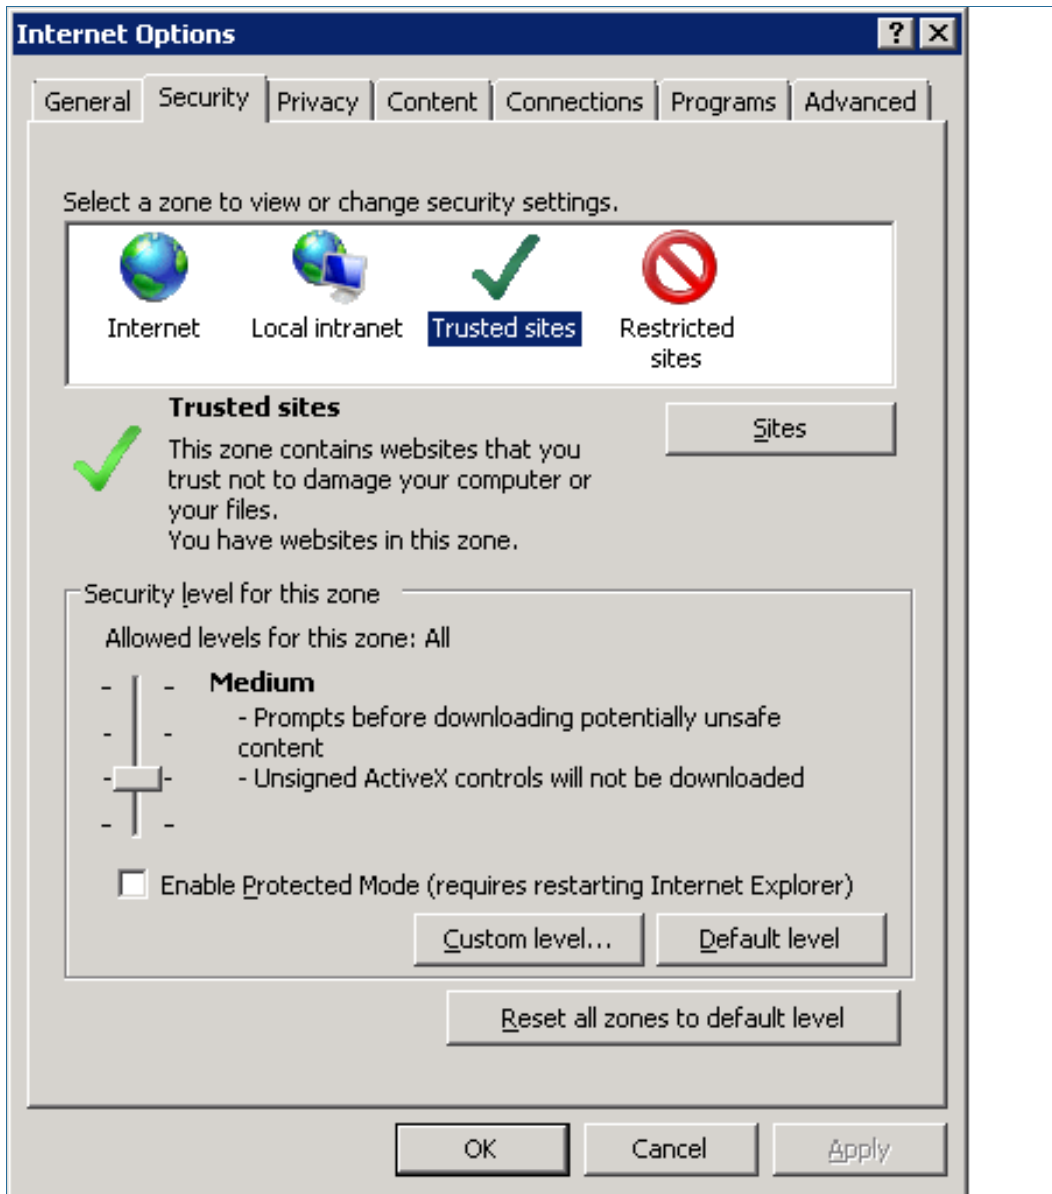 Internet Options
General Security Privacy Content Connections Programs Advanced
Select a zone to view or change security settings.
Internet Local intranet Trusted sites Restricted
sites
Trusted sites
Sites
This zone contains websites that you
trust not to damage your computer or
your files.
You have websites in this zone.
Security level for this zone
Allowed levels for this zone: All
Medium
- Prompts before downloading potentially unsafe
content
- Unsigned ActiveX controls will not be downloaded
Enable Protected Mode (requires restarting Internet Explorer)
Custom level... Default level
Reset all zones to default level
OK Cancel Apply